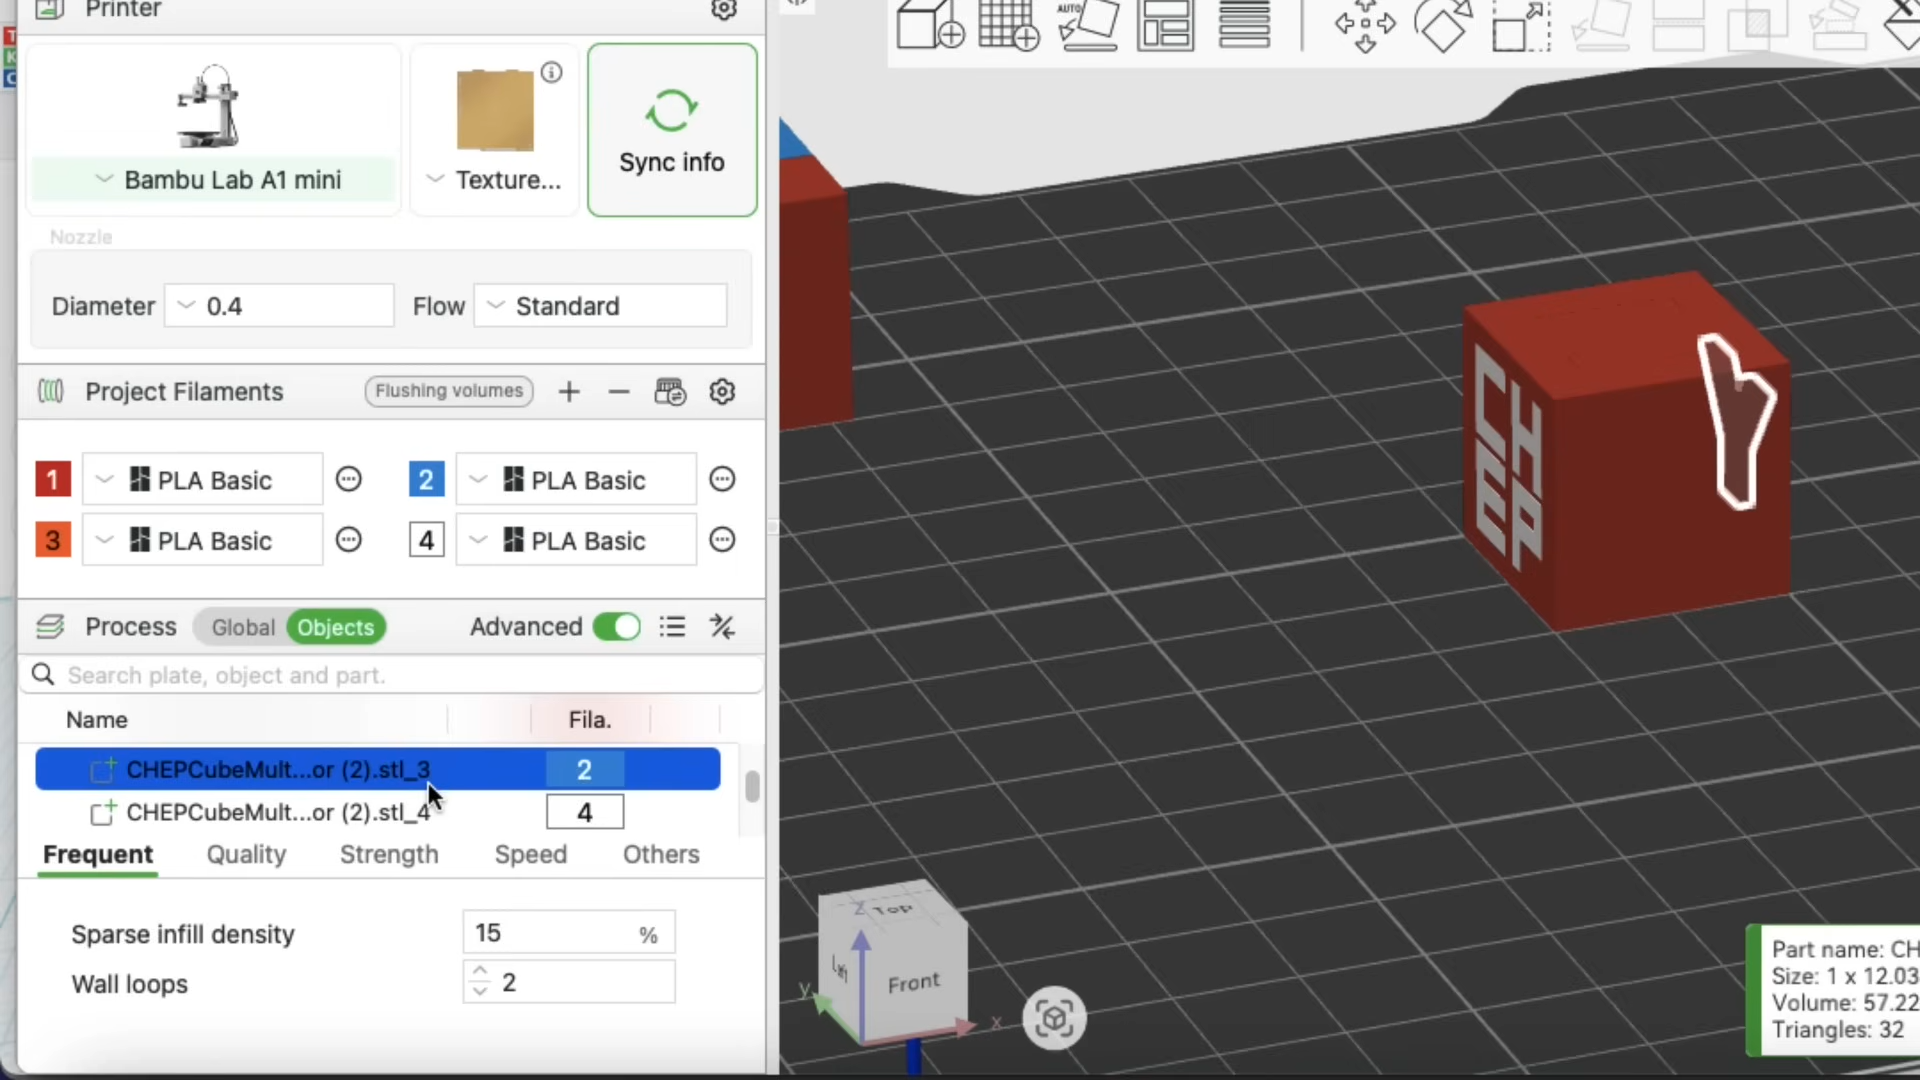 Printer
AUTO
Bambu Lab A1 mini
Texture...
Sync info
Nozzle
Diameter
0.4
Flow
Standard
Project Filaments
Flushing volumes
1
PLA Basic
2
PLA Basic
3
PLA Basic
4
PLA Basic
Process
Global
Objects
Advanced
Search plate, object and part.
Name
Fila.
CHEPCubeMult...or (2).stl_3
2
CHEPCubeMult...or (2).stl_4
4
Frequent
Quality
Strength
Speed
Others
Sparse infill density
15
%
Wall loops
2
CH
EP
Top
Left
Front
Z
y
x
Part name: CH
Size: 1 x 12.03
Volume: 57.22
Triangles: 32